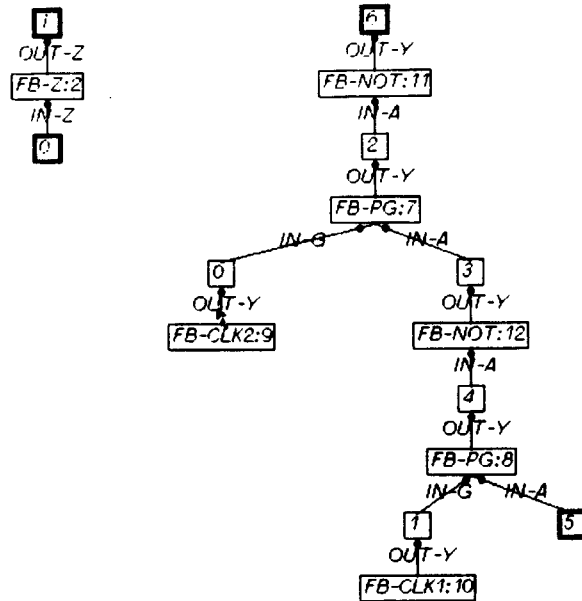 1
OUT-Z
FB-Z:2
IN-Z
0
6
OUT-Y
FB-NOT:11
IN-A
2
OUT-Y
FB-PG:7
IN-G
IN-A
0
3
OUT-Y
OUT-Y
FB-CLK2:9
FB-NOT:12
IN-A
4
OUT-Y
FB-PG:8
IN-G
IN-A
1
5
OUT-Y
FB-CLK1:10